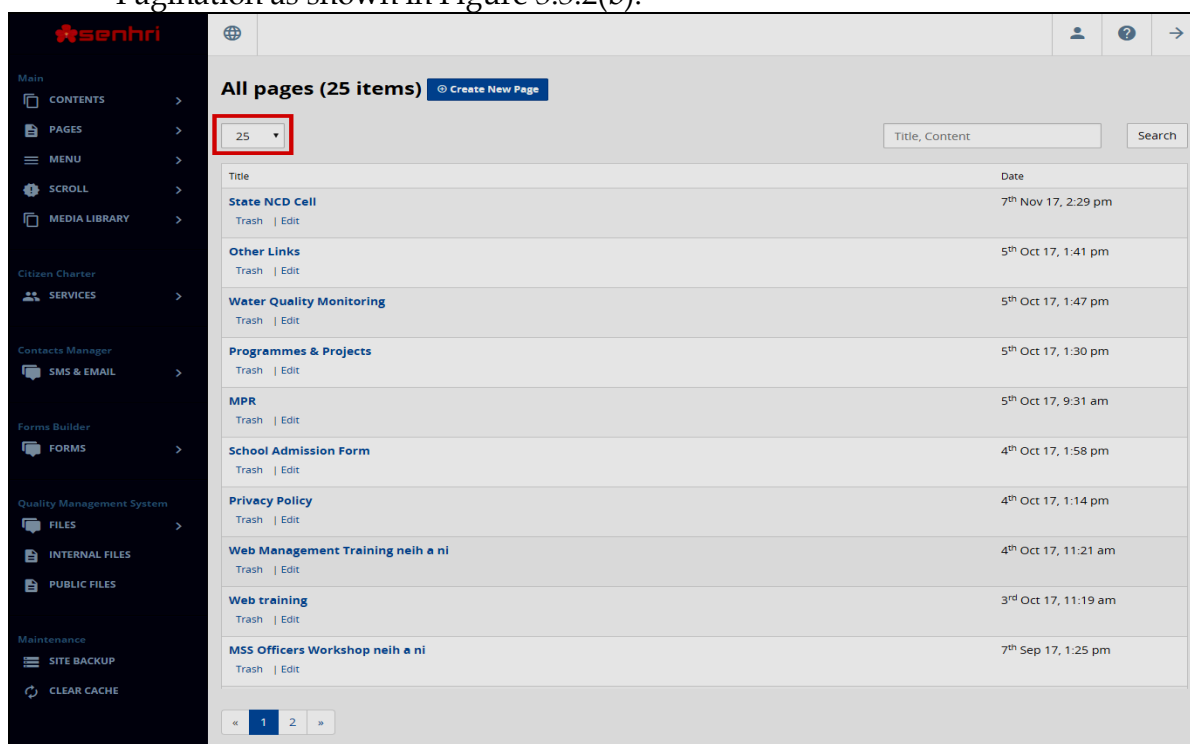 Pagination as shown in Figure 3.3.2(b).
senhri
All pages (25 items) Create New Page
25
Title, Content
Search
Main
CONTENTS
PAGES
MENU
SCROLL
MEDIA LIBRARY
Citizen Charter
SERVICES
Contacts Manager
SMS & EMAIL
Forms Builder
FORMS
Quality Management System
FILES
INTERNAL FILES
PUBLIC FILES
Maintenance
SITE BACKUP
CLEAR CACHE
Title Date
State NCD Cell 7th Nov 17, 2:29 pm
Trash | Edit
Other Links 5th Oct 17, 1:41 pm
Trash | Edit
Water Quality Monitoring 5th Oct 17, 1:47 pm
Trash | Edit
Programmes & Projects 5th Oct 17, 1:30 pm
Trash | Edit
MPR 5th Oct 17, 9:31 am
Trash | Edit
School Admission Form 4th Oct 17, 1:58 pm
Trash | Edit
Privacy Policy 4th Oct 17, 1:14 pm
Trash | Edit
Web Management Training neih a ni 4th Oct 17, 11:21 am
Trash | Edit
Web training 3rd Oct 17, 11:19 am
Trash | Edit
MSS Officers Workshop neih a ni 7th Sep 17, 1:25 pm
Trash | Edit
« 1 2 »